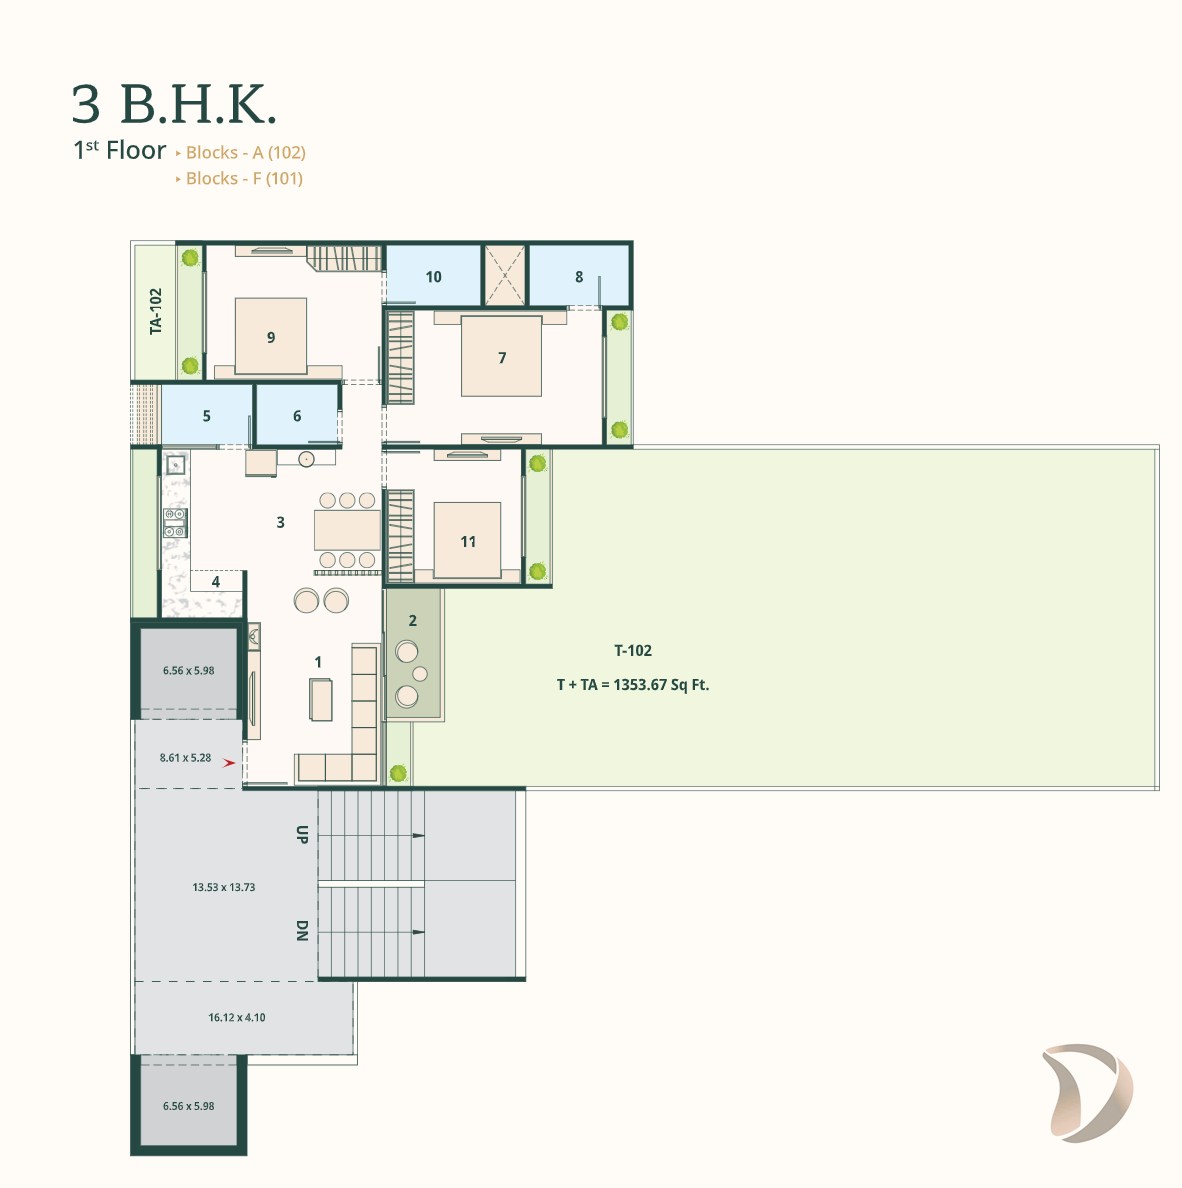 3 B.H.K.
1st Floor
▸ Blocks - A (102)
▸ Blocks - F (101)
TA-102
10
8
9
7
5
6
3
11
4
2
1
T-102
T + TA = 1353.67 Sq Ft.
6.56 x 5.98
8.61 x 5.28
UP
13.53 x 13.73
DN
16.12 x 4.10
6.56 x 5.98